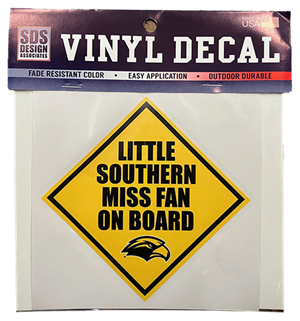 USA
SDS
DESIGN
ASSOCIATES
VINYL DECAL
FADE RESISTANT COLOR • EASY APPLICATION • OUTDOOR DURABLE
LITTLE
SOUTHERN
MISS FAN
ON BOARD